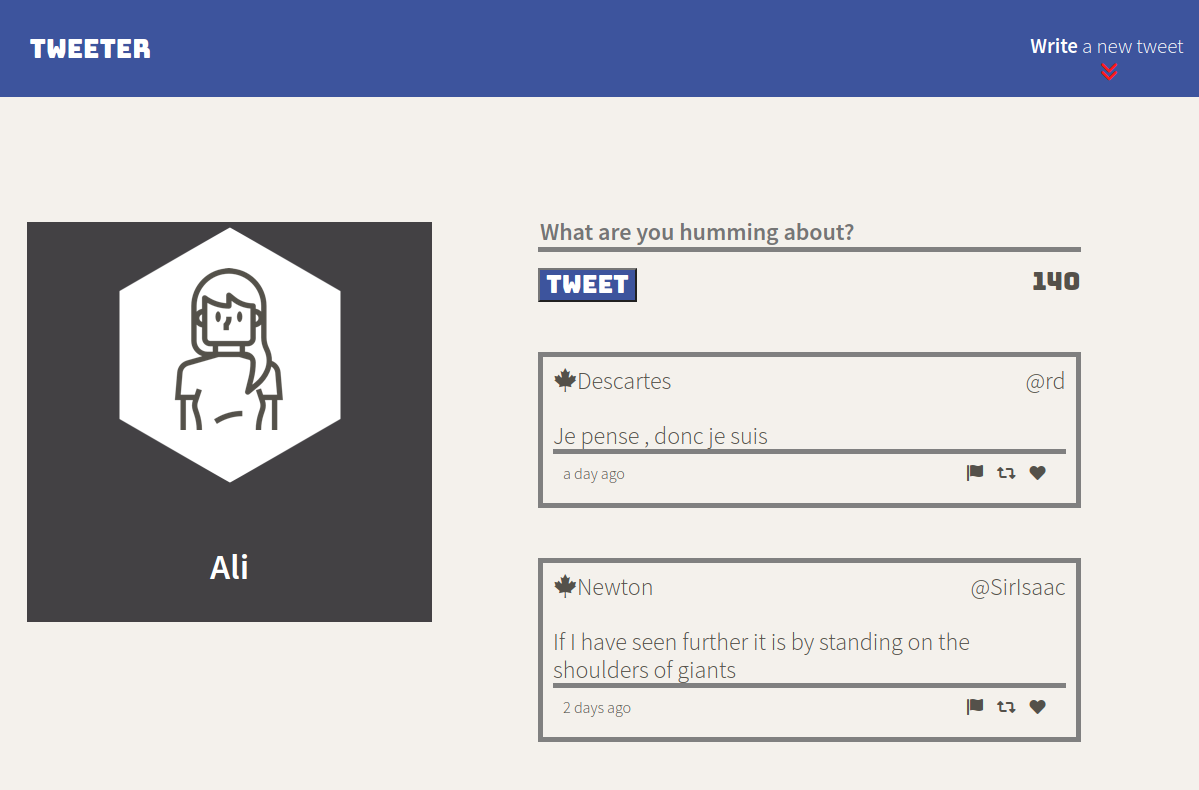 TWEETER
Write a new tweet
Ali
What are you humming about?
TWEET
140
Descartes
@rd
Je pense , donc je suis
a day ago
Newton
@SirIsaac
If I have seen further it is by standing on the
shoulders of giants
2 days ago